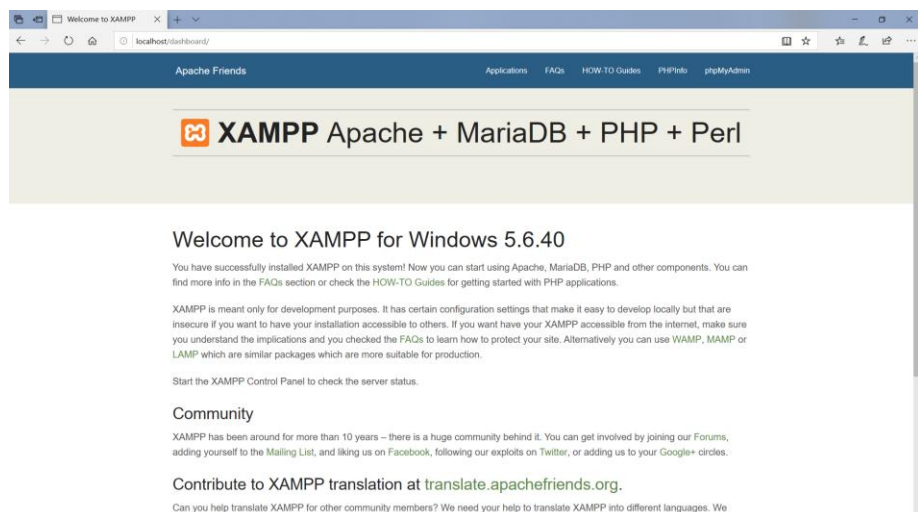 Welcome to XAMPP
localhost/dashboard/
Apache Friends
Applications FAQs HOW-TO Guides PHPInfo phpMyAdmin
XAMPP Apache + MariaDB + PHP + Perl
Welcome to XAMPP for Windows 5.6.40
You have successfully installed XAMPP on this system! Now you can start using Apache, MariaDB, PHP and other components. You can
find more info in the FAQs section or check the HOW-TO Guides for getting started with PHP applications.
XAMPP is meant only for development purposes. It has certain configuration settings that make it easy to develop locally but that are
insecure if you want to have your installation accessible to others. If you want have your XAMPP accessible from the internet, make sure
you understand the implications and you checked the FAQs to learn how to protect your site. Alternatively you can use WAMP, MAMP or
LAMP which are similar packages which are more suitable for production.
Start the XAMPP Control Panel to check the server status.
Community
XAMPP has been around for more than 10 years – there is a huge community behind it. You can get involved by joining our Forums,
adding yourself to the Mailing List, and liking us on Facebook, following our exploits on Twitter, or adding us to your Google+ circles.
Contribute to XAMPP translation at translate.apachefriends.org.
Can you help translate XAMPP for other community members? We need your help to translate XAMPP into different languages. We